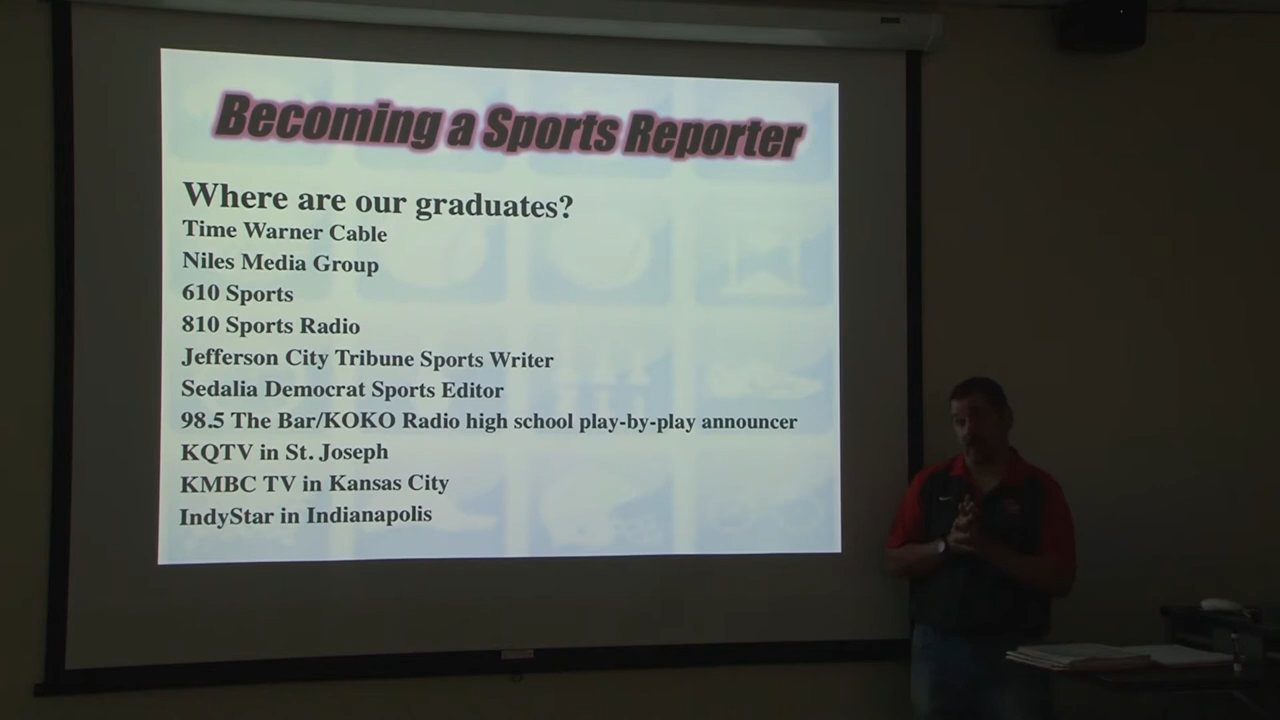 Becoming a Sports Reporter
Where are our graduates?
Time Warner Cable
Niles Media Group
610 Sports
810 Sports Radio
Jefferson City Tribune Sports Writer
Sedalia Democrat Sports Editor
98.5 The Bar/KOKO Radio high school play-by-play announcer
KQTV in St. Joseph
KMBC TV in Kansas City
IndyStar in Indianapolis